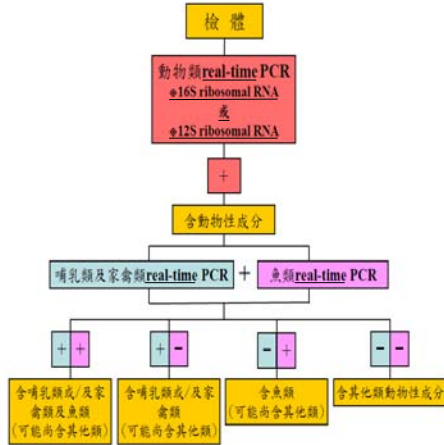 檢 體
動物類real-time PCR
※16S ribosomal RNA
或
※12S ribosomal RNA
+
含動物性成分
哺乳類及家禽類real-time PCR + 魚類real-time PCR
+ + + - - + - -
含哺乳類或/及家
禽類及魚類
(可能尚含其他類)
含哺乳類或/及家
禽類
(可能尚含其他類)
含魚類
(可能尚含其他類)
含其他類動物性成分